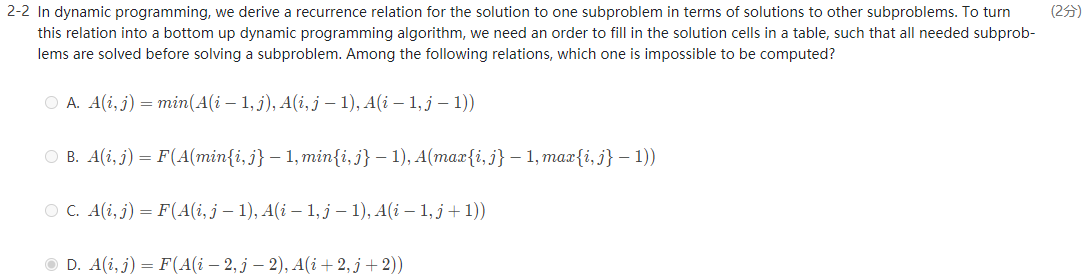 2-2 In dynamic programming, we derive a recurrence relation for the solution to one subproblem in terms of solutions to other subproblems. To turn (2分)
this relation into a bottom up dynamic programming algorithm, we need an order to fill in the solution cells in a table, such that all needed subprob-
lems are solved before solving a subproblem. Among the following relations, which one is impossible to be computed?
A. A(i, j) = min(A(i − 1, j), A(i, j − 1), A(i − 1, j − 1))
B. A(i, j) = F(A(min{i, j} − 1, min{i, j} − 1), A(max{i, j} − 1, max{i, j} − 1))
C. A(i, j) = F(A(i, j − 1), A(i − 1, j − 1), A(i − 1, j + 1))
D. A(i, j) = F(A(i − 2, j − 2), A(i + 2, j + 2))